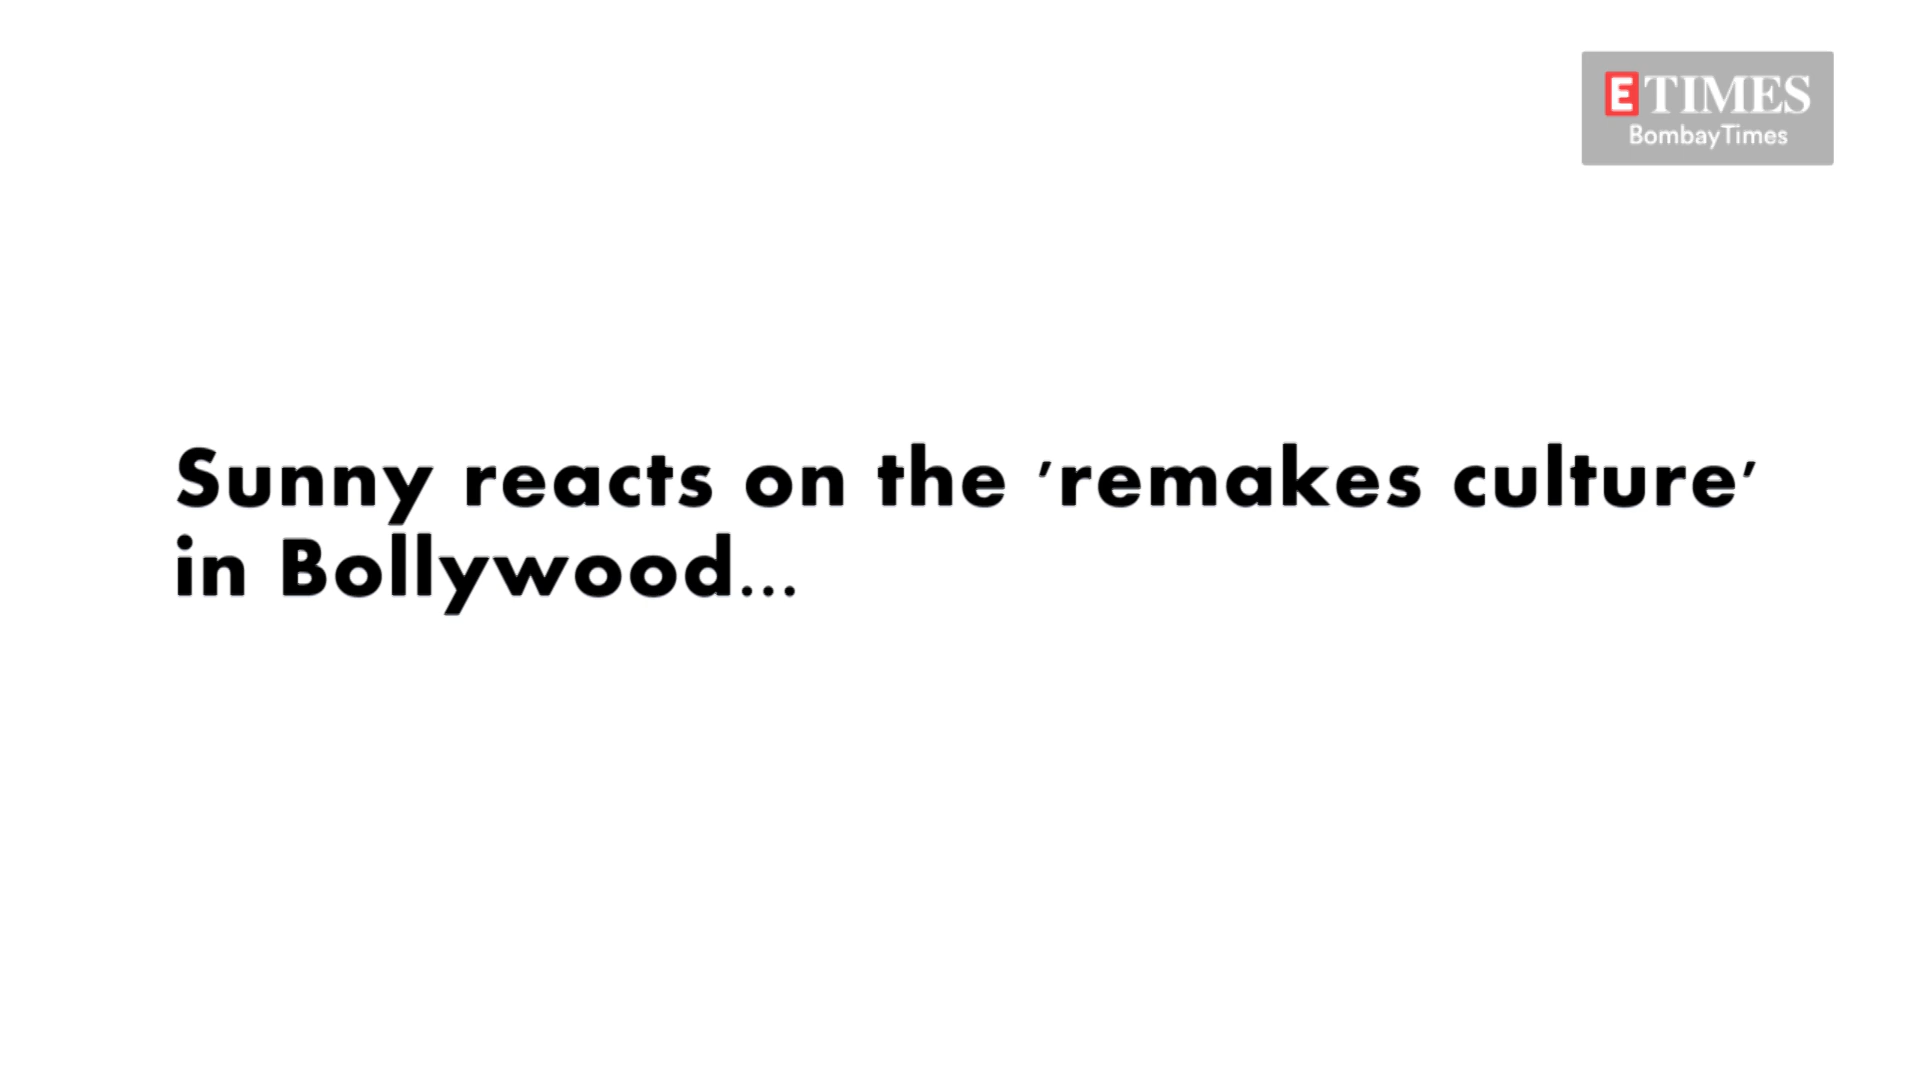 ETIMES
BombayTimes
Sunny reacts on the 'remakes culture'
in Bollywood...